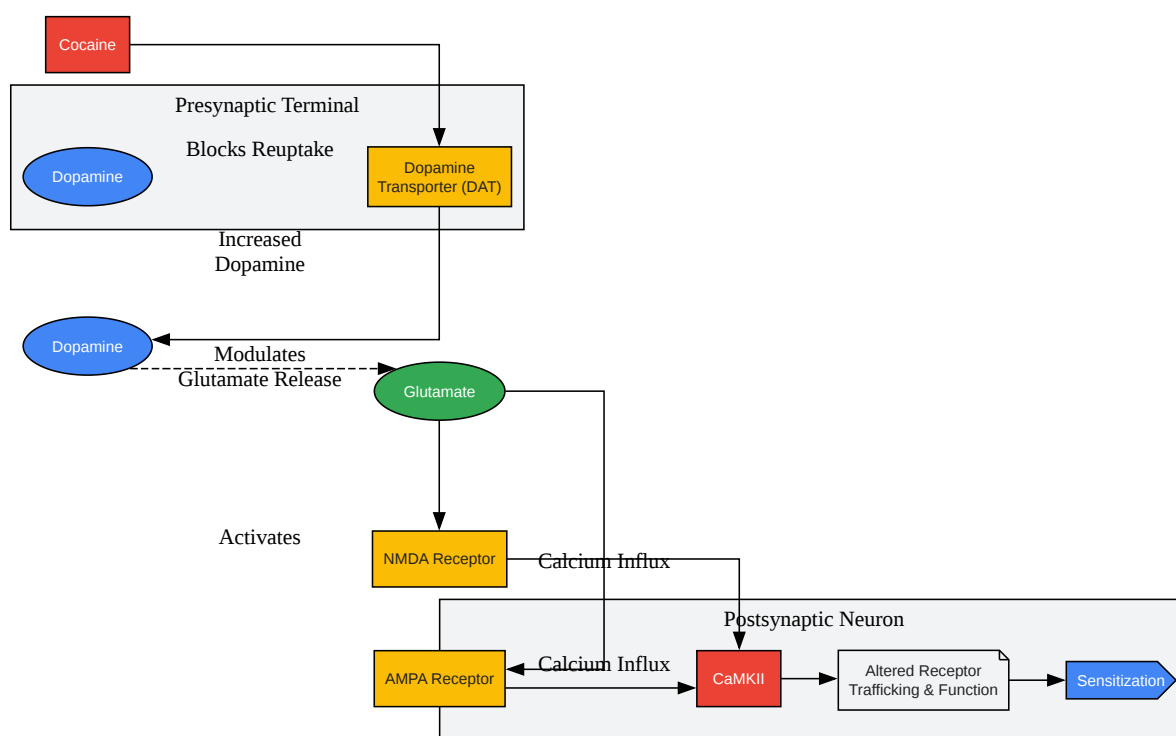 Cocaine
Presynaptic Terminal
Blocks Reuptake
Dopamine
Dopamine
Transporter (DAT)
Increased
Dopamine
Dopamine
Modulates
Glutamate Release
Glutamate
Activates
NMDA Receptor
Calcium Influx
Postsynaptic Neuron
AMPA Receptor
Calcium Influx
CaMKII
Altered Receptor
Trafficking & Function
Sensitization